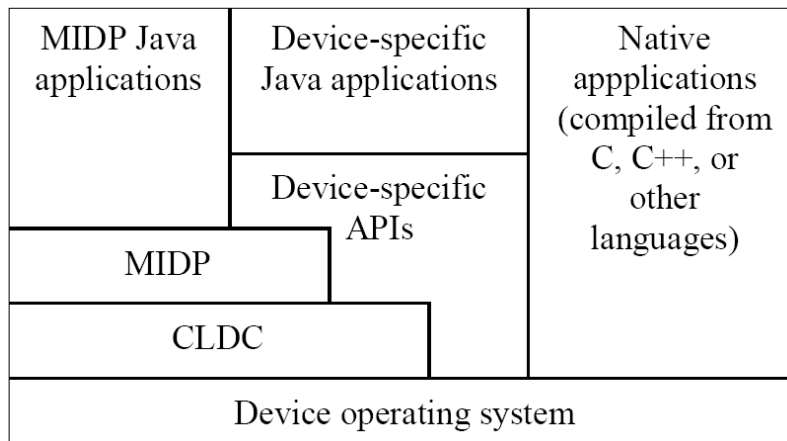 MIDP Java
applications
Device-specific
Java applications
Native
appplications
(compiled from
C, C++, or
other
languages)
Device-specific
APIs
MIDP
CLDC
Device operating system